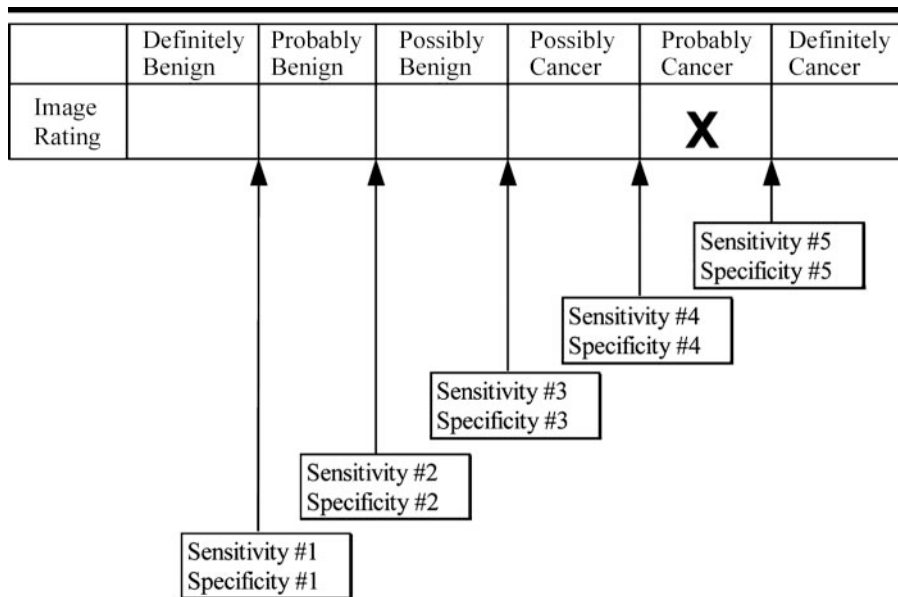 Definitely Probably Possibly Possibly Probably Definitely
Benign Benign Benign Cancer Cancer Cancer
Image
Rating
X
Sensitivity #5
Specificity #5
Sensitivity #4
Specificity #4
Sensitivity #3
Specificity #3
Sensitivity #2
Specificity #2
Sensitivity #1
Specificity #1